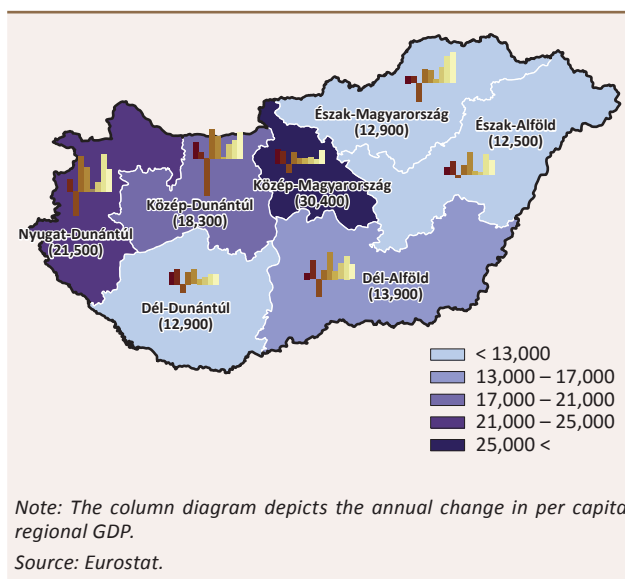 Észak-Magyarország
(12,900)
Észak-Alföld
(12,500)
Közép-Magyarország
(30,400)
Közép-Dunántúl
(18,300)
Nyugat-Dunántúl
(21,500)
Dél-Alföld
(13,900)
Dél-Dunántúl
(12,900)
< 13,000
13,000 – 17,000
17,000 – 21,000
21,000 – 25,000
25,000 <
Note: The column diagram depicts the annual change in per capita
regional GDP.
Source: Eurostat.